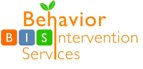 Behavior
BIS Intervention
Services